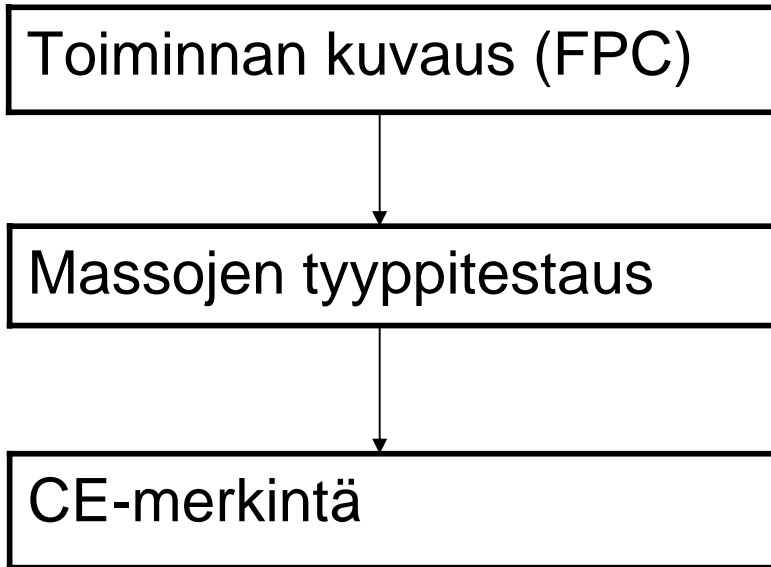 Toiminnan kuvaus (FPC)
Massojen tyyppitestaus
CE-merkintä